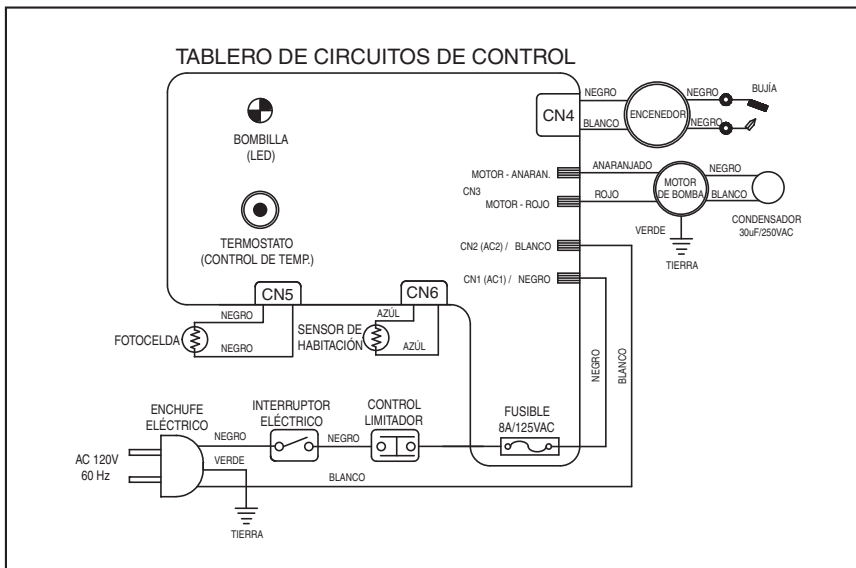 TABLERO DE CIRCUITOS DE CONTROL
BOMBILLA
(LED)
TERMOSTATO
(CONTROL DE TEMP.)
CN4
NEGRO
BLANCO
ENCENEDOR
NEGRO
NEGRO
BUJÍA
MOTOR - ANARAN.
CN3
MOTOR - ROJO
ANARANJADO
ROJO
MOTOR
DE BOMBA
NEGRO
BLANCO
CONDENSADOR
30uF/250VAC
VERDE
TIERRA
CN2 (AC2) / BLANCO
CN1 (AC1) / NEGRO
CN5
NEGRO
NEGRO
FOTOCELDA
CN6
AZÚL
AZÚL
SENSOR DE
HABITACIÓN
NEGRO
BLANCO
ENCHUFE
ELÉCTRICO
AC 120V
60 Hz
NEGRO
VERDE
BLANCO
TIERRA
INTERRUPTOR
ELÉCTRICO
NEGRO
CONTROL
LIMITADOR
FUSIBLE
8A/125VAC